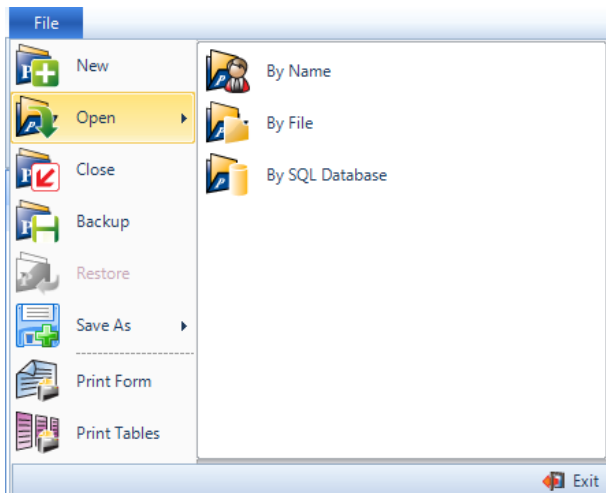 File
New
Open
Close
Backup
Restore
Save As
Print Form
Print Tables
By Name
By File
By SQL Database
Exit